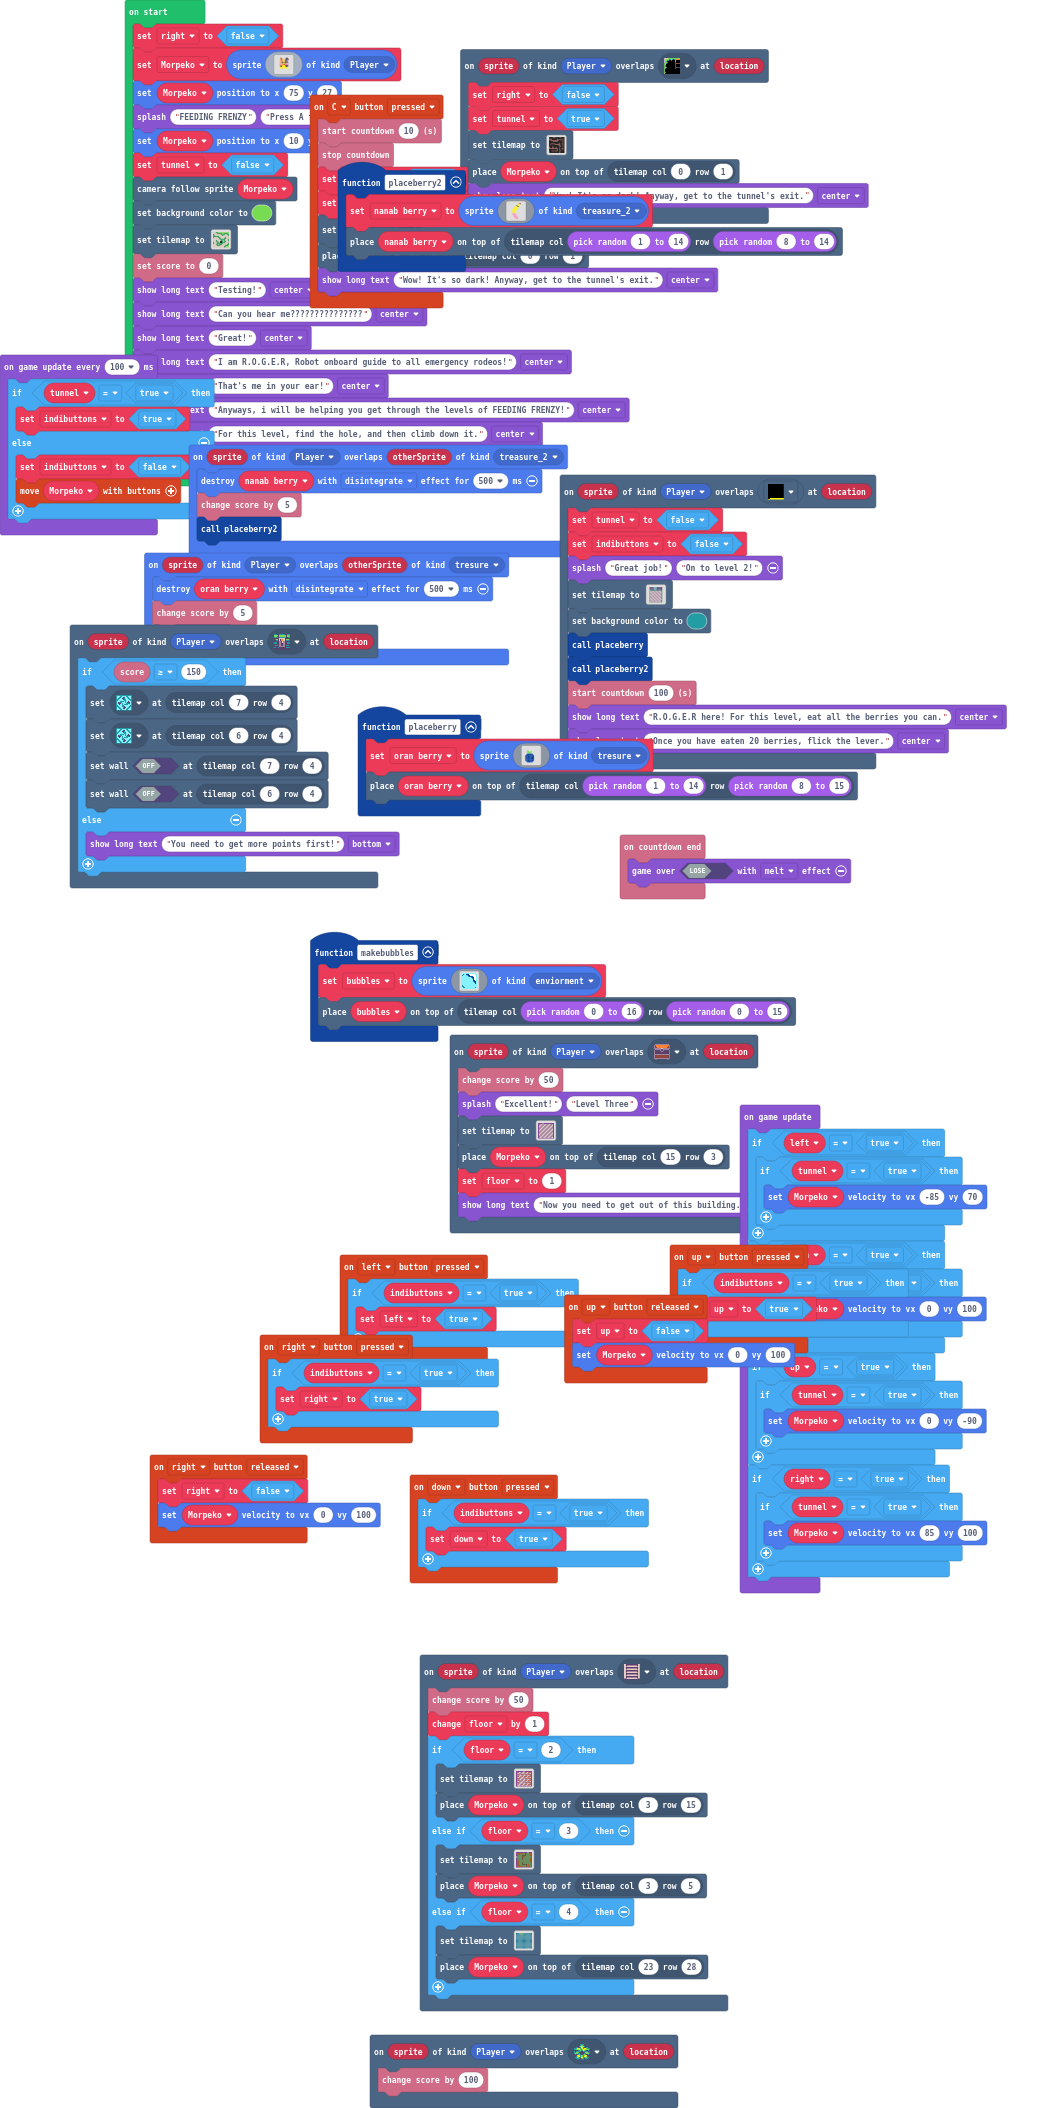 on start
set right to false
set Morpeko to sprite of kind Player
set Morpeko position to x 75 y 27
splash "FEEDING FRENZY" "Press A
set Morpeko position to x 10 y
set tunnel to false
camera follow sprite Morpeko
set background color to
set tilemap to
set score to 0
show long text "Testing!" center
show long text "Can you hear me???????????????" center
show long text "Great!" center
long text "I am R.O.G.E.R, Robot onboard guide to all emergency rodeos!" center
"That's me in your ear!" center
ext "Anyways, i will be helping you get through the levels of FEEDING FRENZY!" center
"For this level, find the hole, and then climb down it." center
on C button pressed
start countdown 10 (s)
stop countdown
set
set
set
place
tilemap col 0 row 1
show long text "Wow! It's so dark! Anyway, get to the tunnel's exit." center
on sprite of kind Player overlaps at location
set right to false
set tunnel to true
set tilemap to
place Morpeko on top of tilemap col 0 row 1
Anyway, get to the tunnel's exit." center
function placeberry2
set nanab berry to sprite of kind treasure_2
place nanab berry on top of tilemap col pick random 1 to 14 row pick random 8 to 14
on game update every 100 ms
if tunnel = true then
set indibuttons to true
else
set indibuttons to false
move Morpeko with buttons
on sprite of kind Player overlaps otherSprite of kind treasure_2
destroy nanab berry with disintegrate effect for 500 ms
change score by 5
call placeberry2
on sprite of kind Player overlaps otherSprite of kind tresure
destroy oran berry with disintegrate effect for 500 ms
change score by 5
on sprite of kind Player overlaps at location
set tunnel to false
set indibuttons to false
splash "Great job!" "On to level 2!"
set tilemap to
set background color to
call placeberry
call placeberry2
start countdown 100 (s)
show long text "R.O.G.E.R here! For this level, eat all the berries you can." center
Once you have eaten 20 berries, flick the lever." center
on sprite of kind Player overlaps at location
if score ≥ 150 then
set at tilemap col 7 row 4
set at tilemap col 6 row 4
set wall OFF at tilemap col 7 row 4
set wall OFF at tilemap col 6 row 4
else
show long text "You need to get more points first!" bottom
function placeberry
set oran berry to sprite of kind tresure
place oran berry on top of tilemap col pick random 1 to 14 row pick random 8 to 15
on countdown end
game over LOSE with melt effect
function makebubbles
set bubbles to sprite of kind enviorment
place bubbles on top of tilemap col pick random 0 to 16 row pick random 0 to 15
on sprite of kind Player overlaps at location
change score by 50
splash "Excellent!" "Level Three"
set tilemap to
place Morpeko on top of tilemap col 15 row 3
set floor to 1
show long text "Now you need to get out of this building.
on game update
if left = true then
if tunnel = true then
set Morpeko velocity to vx -85 vy 70
= true then
then
ko velocity to vx 0 vy 100
up = true then
if tunnel = true then
set Morpeko velocity to vx 0 vy -90
if right = true then
if tunnel = true then
set Morpeko velocity to vx 85 vy 100
on up button pressed
if indibuttons = true then
up to true
on up button released
set up to false
set Morpeko velocity to vx 0 vy 100
on left button pressed
if indibuttons = true then
set left to true
on right button pressed
if indibuttons = true then
set right to true
on right button released
set right to false
set Morpeko velocity to vx 0 vy 100
on down button pressed
if indibuttons = true then
set down to true
on sprite of kind Player overlaps at location
change score by 50
change floor by 1
if floor = 2 then
set tilemap to
place Morpeko on top of tilemap col 3 row 15
else if floor = 3 then
set tilemap to
place Morpeko on top of tilemap col 3 row 5
else if floor = 4 then
set tilemap to
place Morpeko on top of tilemap col 23 row 28
on sprite of kind Player overlaps at location
change score by 100